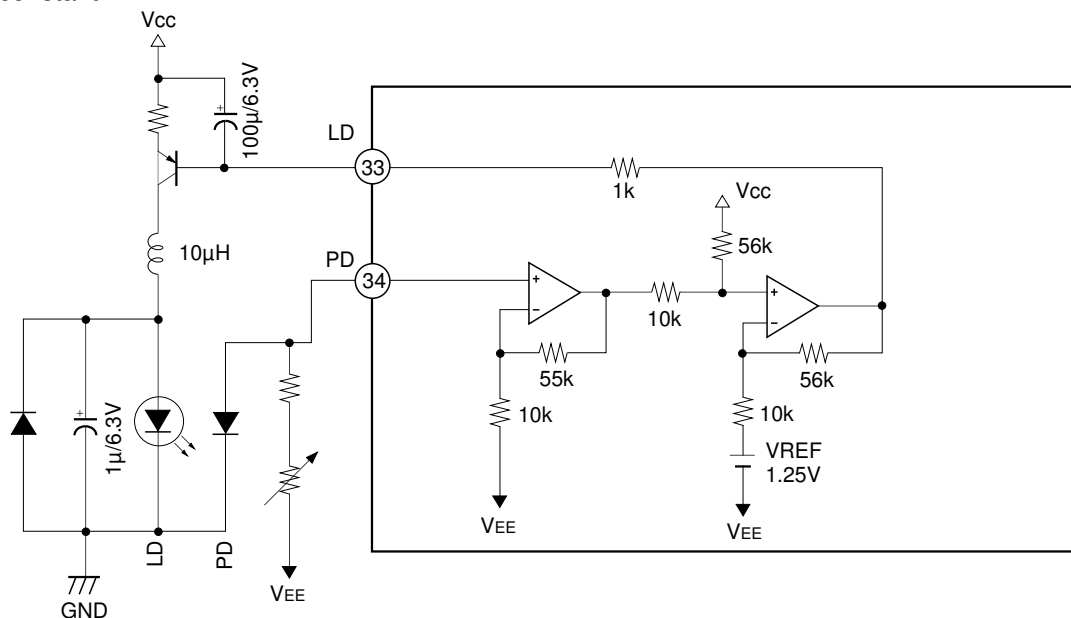 Vcc
100µ/6.3V
LD
33
1k
Vcc
56k
10µH
PD
34
10k
55k
56k
10k
10k
1µ/6.3V
VREF
1.25V
LD
PD
VEE
VEE
VEE
GND